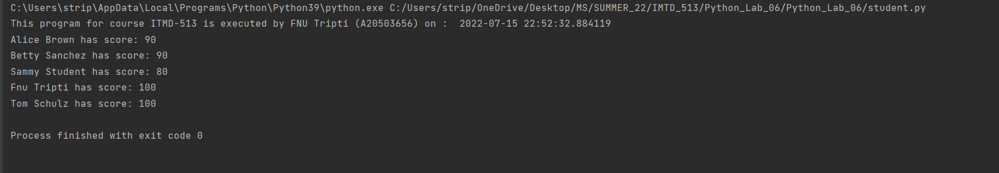 C:\Users\strip\AppData\Local\Programs\Python\Python39\python.exe C:/Users/strip/OneDrive/Desktop/MS/SUMMER_22/IMTD_513/Python_Lab_06/Python_Lab_06/student.py
This program for course ITMD-513 is executed by FNU Tripti (A20503656) on :  2022-07-15 22:52:32.884119
Alice Brown has score: 90
Betty Sanchez has score: 90
Sammy Student has score: 80
Fnu Tripti has score: 100
Tom Schulz has score: 100
Process finished with exit code 0